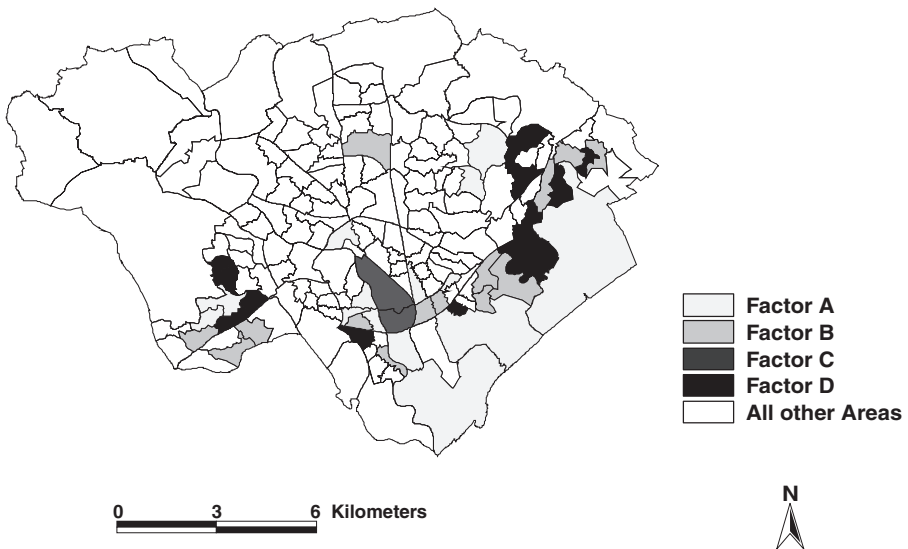 Factor A
Factor B
Factor C
Factor D
All other Areas
0 3 6 Kilometers
N